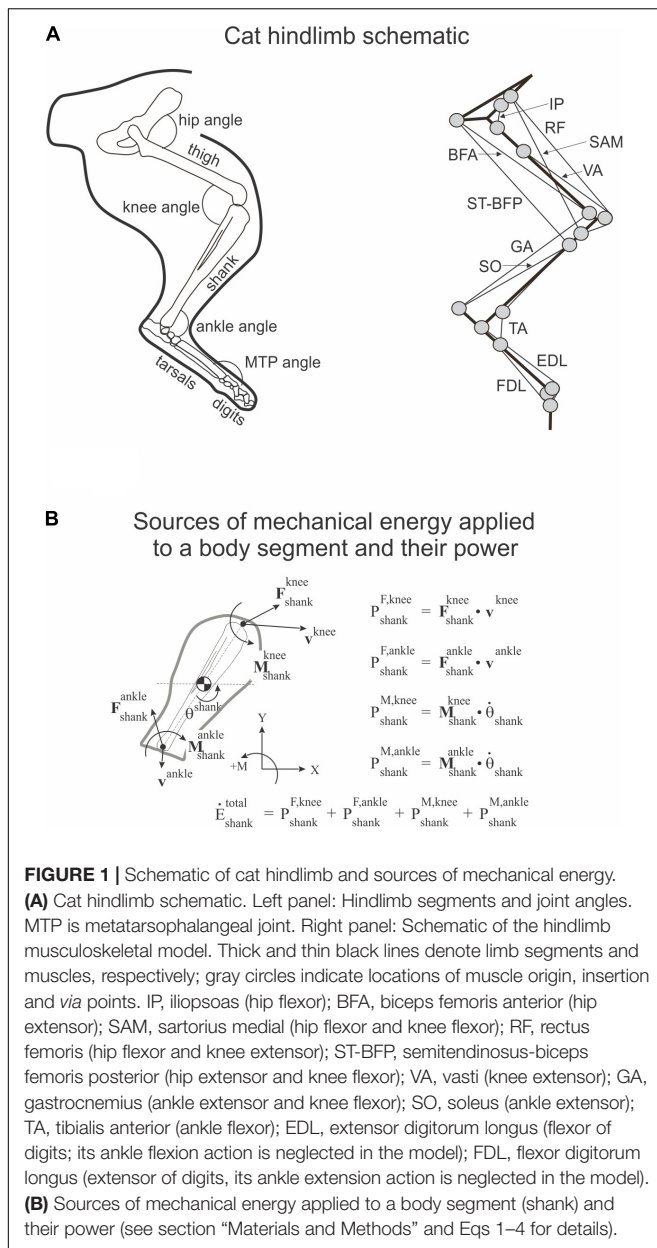 A
Cat hindlimb schematic
hip angle
thigh
knee angle
shank
ankle angle
MTP angle
tarsals
digits
IP
RF
SAM
BFA
VA
ST-BFP
GA
SO
TA
EDL
FDL
B
Sources of mechanical energy applied
to a body segment and their power
F knee shank
v knee
M knee shank
θ̇ shank
F ankle shank
M ankle shank
v ankle
+M
Y
X
P F,knee shank = F knee shank • v knee
P F,ankle shank = F ankle shank • v ankle
P M,knee shank = M knee shank • θ̇ shank
P M,ankle shank = M ankle shank • θ̇ shank
Ė total shank = P F,knee shank + P F,ankle shank + P M,knee shank + P M,ankle shank
FIGURE 1 | Schematic of cat hindlimb and sources of mechanical energy.
(A) Cat hindlimb schematic. Left panel: Hindlimb segments and joint angles.
MTP is metatarsophalangeal joint. Right panel: Schematic of the hindlimb
musculoskeletal model. Thick and thin black lines denote limb segments and
muscles, respectively; gray circles indicate locations of muscle origin, insertion
and via points. IP, iliopsoas (hip flexor); BFA, biceps femoris anterior (hip
extensor); SAM, sartorius medial (hip flexor and knee flexor); RF, rectus
femoris (hip flexor and knee extensor); ST-BFP, semitendinosus-biceps
femoris posterior (hip extensor and knee flexor); VA, vasti (knee extensor); GA,
gastrocnemius (ankle extensor and knee flexor); SO, soleus (ankle extensor);
TA, tibialis anterior (ankle flexor); EDL, extensor digitorum longus (flexor of
digits; its ankle flexion action is neglected in the model); FDL, flexor digitorum
longus (extensor of digits, its ankle extension action is neglected in the model).
(B) Sources of mechanical energy applied to a body segment (shank) and
their power (see section “Materials and Methods” and Eqs 1–4 for details).